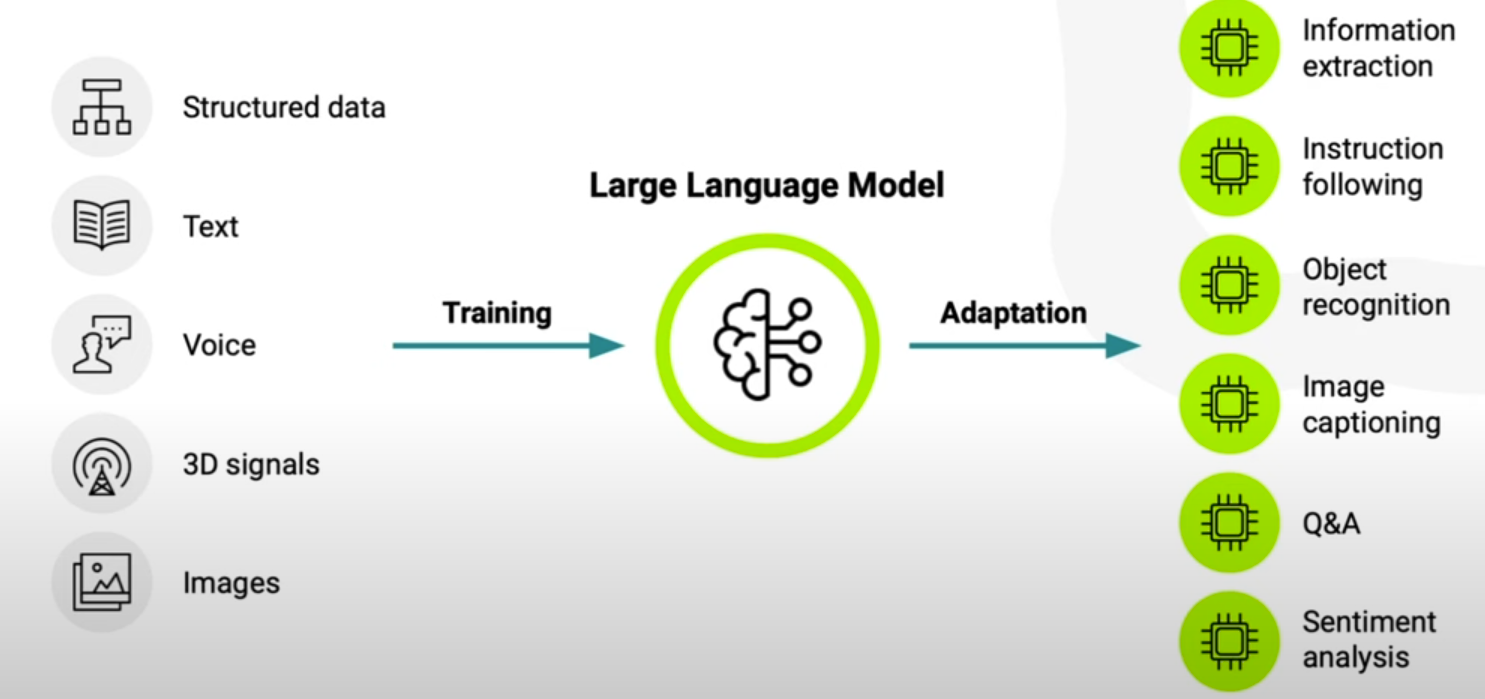 Structured data
Text
Voice
3D signals
Images
Training
Large Language Model
Adaptation
Information
extraction
Instruction
following
Object
recognition
Image
captioning
Q&A
Sentiment
analysis